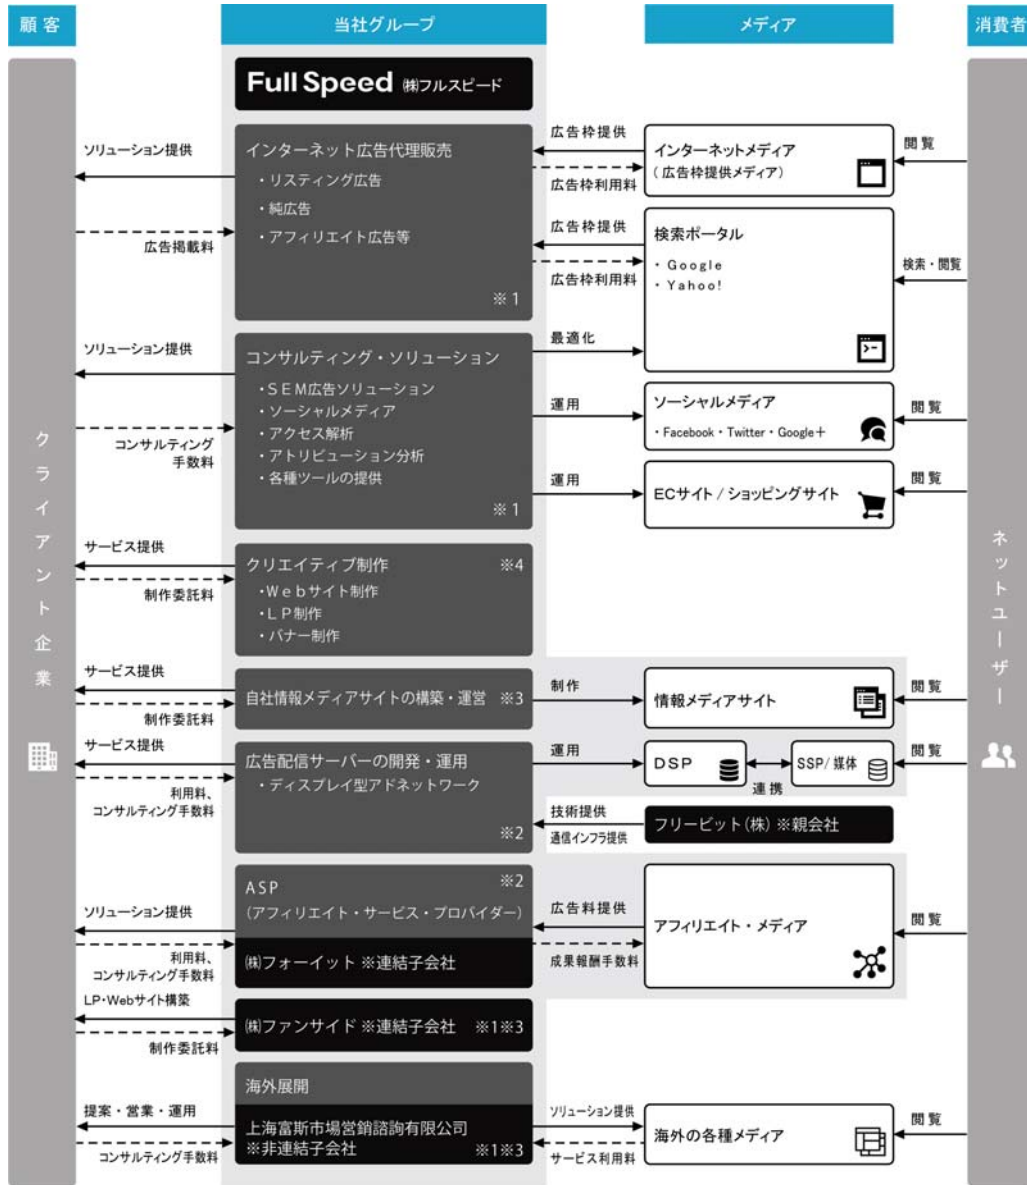 顧客
当社グループ
メディア
消費者
Full Speed ㈱フルスピード
クライアント企業
ネットユーザー
ソリューション提供
広告掲載料
インターネット広告代理販売
・リスティング広告
・純広告
・アフィリエイト広告等
※1
広告枠提供
広告枠利用料
インターネットメディア
(広告枠提供メディア)
閲覧
広告枠提供
広告枠利用料
検索ポータル
・Google
・Yahoo!
検索・閲覧
ソリューション提供
コンサルティング
手数料
コンサルティング・ソリューション
・SEM広告ソリューション
・ソーシャルメディア
・アクセス解析
・アトリビューション分析
・各種ツールの提供
※1
最適化
運用
ソーシャルメディア
・Facebook・Twitter・Google+
閲覧
運用
ECサイト / ショッピングサイト
閲覧
サービス提供
制作委託料
クリエイティブ制作 ※4
・Webサイト制作
・LP制作
・バナー制作
サービス提供
制作委託料
自社情報メディアサイトの構築・運営 ※3
制作
情報メディアサイト
閲覧
サービス提供
利用料、
コンサルティング手数料
広告配信サーバーの開発・運用
・ディスプレイ型アドネットワーク
※2
運用
DSP
連携
SSP/媒体
閲覧
技術提供
通信インフラ提供
フリービット(株)※親会社
ソリューション提供
利用料、
コンサルティング手数料
ASP ※2
(アフィリエイト・サービス・プロバイダー)
㈱フォーイット ※連結子会社
広告料提供
成果報酬手数料
アフィリエイト・メディア
閲覧
LP・Webサイト構築
制作委託料
㈱ファンサイド ※連結子会社 ※1※3
提案・営業・運用
コンサルティング手数料
海外展開
上海富斯市場営銷諮詢有限公司
※非連結子会社 ※1※3
ソリューション提供
サービス利用料
海外の各種メディア
閲覧